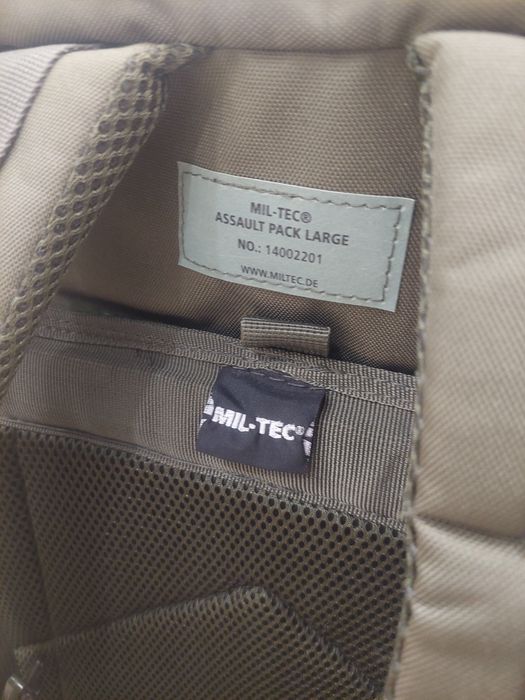 MIL-TEC®
ASSAULT PACK LARGE
NO.: 14002201
WWW.MILTEC.DE
MIL-TEC®